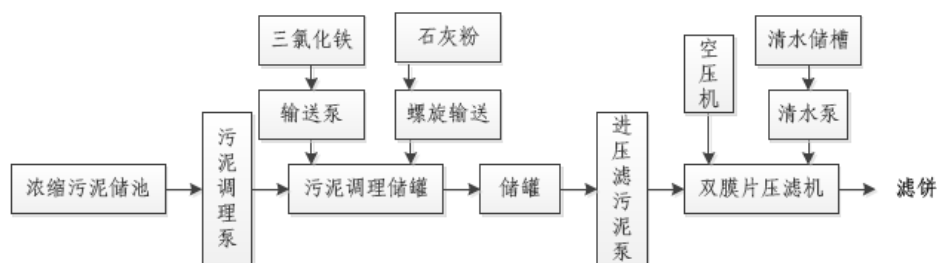 三氯化铁
石灰粉
空压机
清水储槽
输送泵
螺旋输送
清水泵
浓缩污泥储池
污泥调理泵
污泥调理储罐
储罐
进压滤污泥泵
双膜片压滤机
滤饼